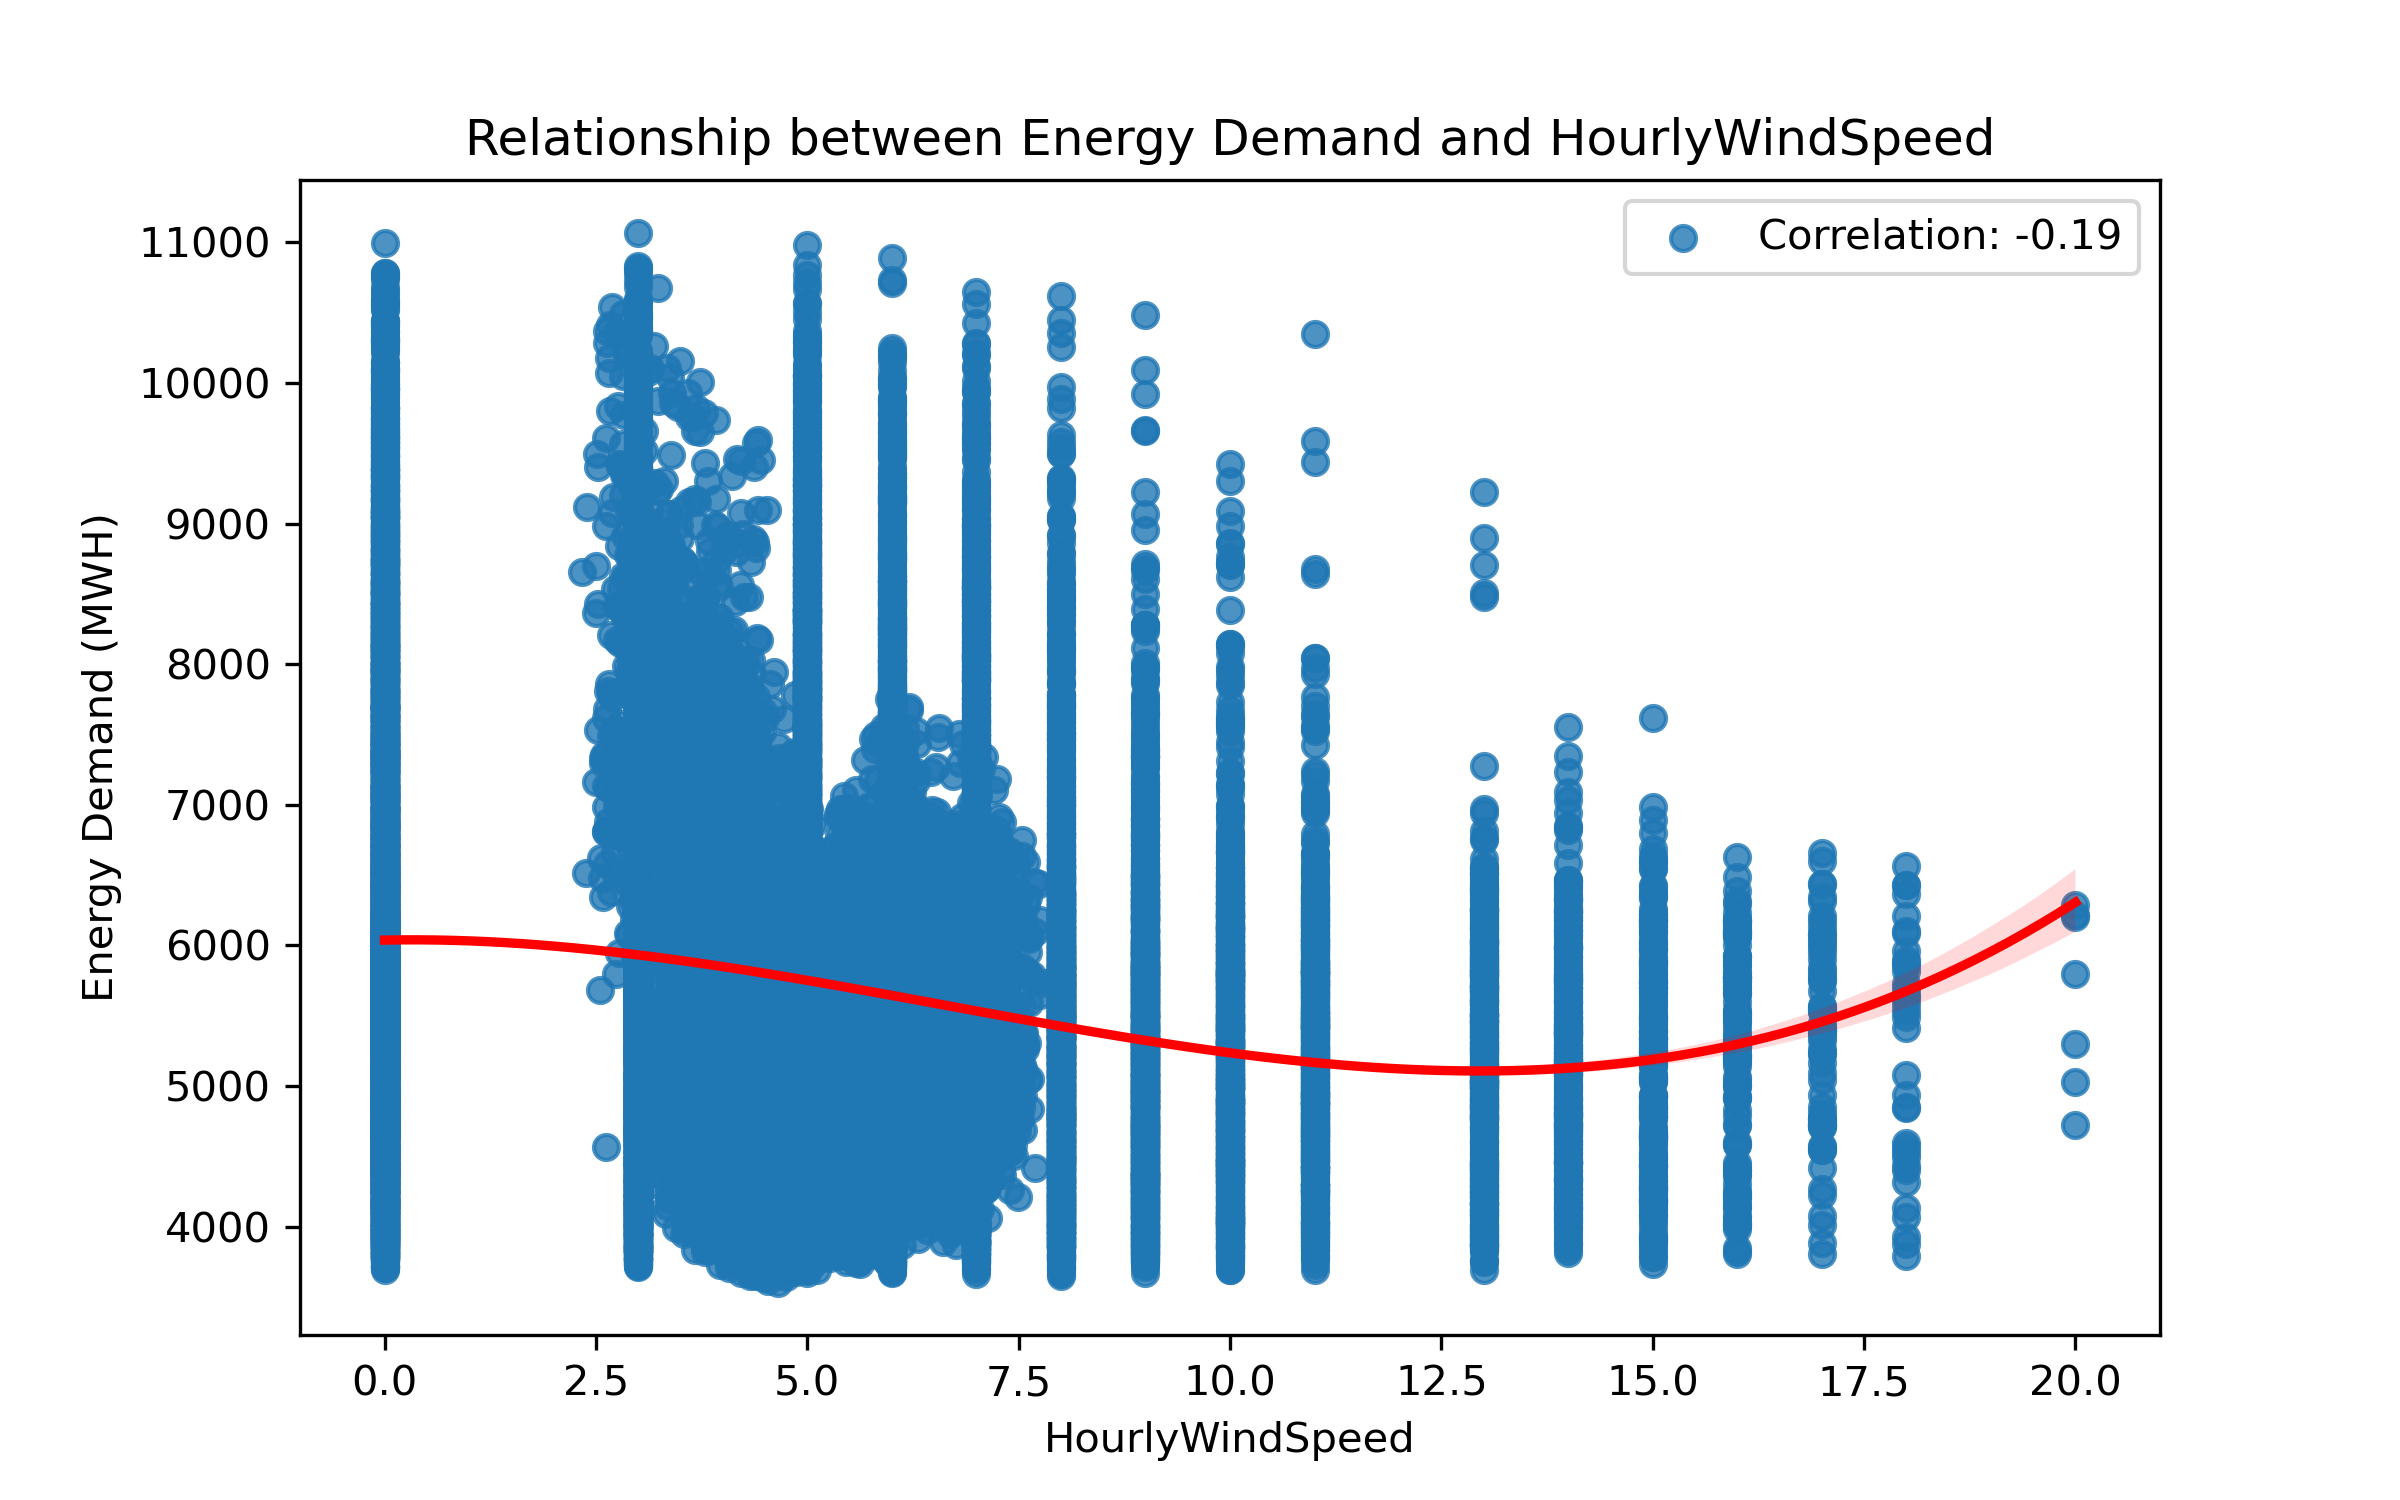 Relationship between Energy Demand and HourlyWindSpeed
Correlation: -0.19
Energy Demand (MWH)
11000
10000
9000
8000
7000
6000
5000
4000
0.0 2.5 5.0 7.5 10.0 12.5 15.0 17.5 20.0
HourlyWindSpeed